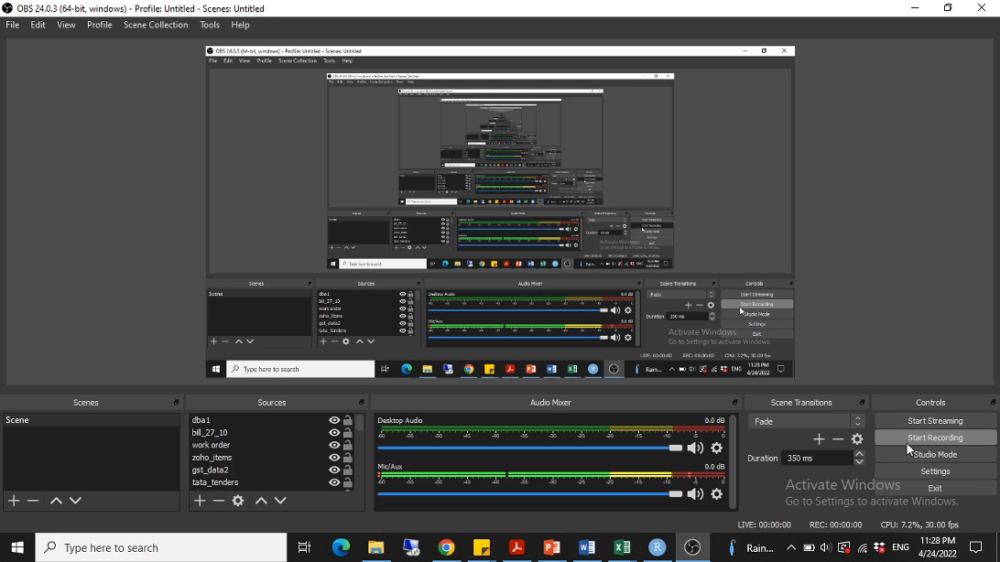 OBS 24.0.3 (64-bit, windows) - Profile: Untitled - Scenes: Untitled
File Edit View Profile Scene Collection Tools Help
OBS 24.0.3 (64-bit, windows) - Profile: Untitled - Scenes: Untitled
File Edit View Profile Scene Collection Tools Help
Scenes Sources Audio Mixer Scene Transitions Controls
Scene dba1 Desktop Audio 0.0 dB Fade Start Streaming
bill_27_10 Start Recording
work order Studio Mode
zoho_items Duration 350 ms
gst_data2 Mic/Aux 0.0 dB Settings
tata_tenders Exit
Activate Windows
Go to Settings to activate Windows.
LIVE: 00:00:00 REC: 00:00:00 CPU: 7.2%, 30.00 fps
Type here to search Rain... ENG 11:28 PM
4/24/2022
Scenes Sources Audio Mixer Scene Transitions Controls
Scene dba1 Desktop Audio 0.0 dB Fade Start Streaming
bill_27_10 -60 -55 -50 -45 -40 -35 -30 -25 -20 -15 -10 -5 0 Start Recording
work order
zoho_items Duration 350 ms Studio Mode
gst_data2 Mic/Aux 0.0 dB Settings
tata_tenders -60 -55 -50 -45 -40 -35 -30 -25 -20 -15 -10 -5 0 Exit
Activate Windows
Go to Settings to activate Windows.
LIVE: 00:00:00 REC: 00:00:00 CPU: 7.2%, 30.00 fps
Type here to search Rain... ENG 11:28 PM
4/24/2022